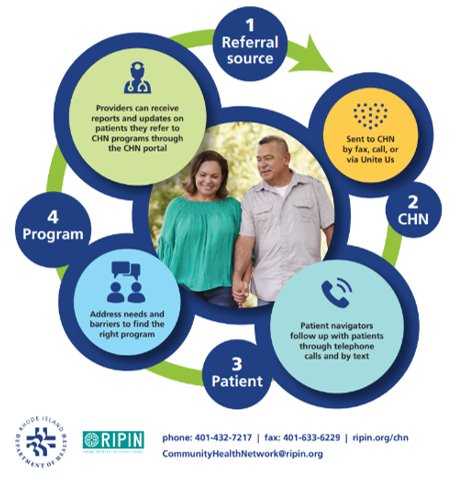 1
Referral
source
Providers can receive
reports and updates on
patients they refer to
CHN programs through
the CHN portal
Sent to CHN
by fax, call, or
via Unite Us
2
CHN
4
Program
Address needs and
barriers to find the
right program
Patient navigators
follow up with patients
through telephone
calls and by text
3
Patient
RHODE ISLAND
DEPARTMENT OF HEALTH
RIPIN
phone: 401-432-7217 | fax: 401-633-6229 | ripin.org/chn
CommunityHealthNetwork@ripin.org